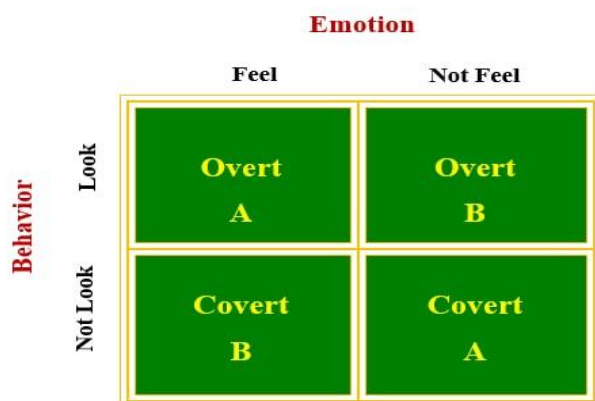 Emotion
Feel Not Feel
Behavior
Look
Overt Overt
A B
Not Look
Covert Covert
B A